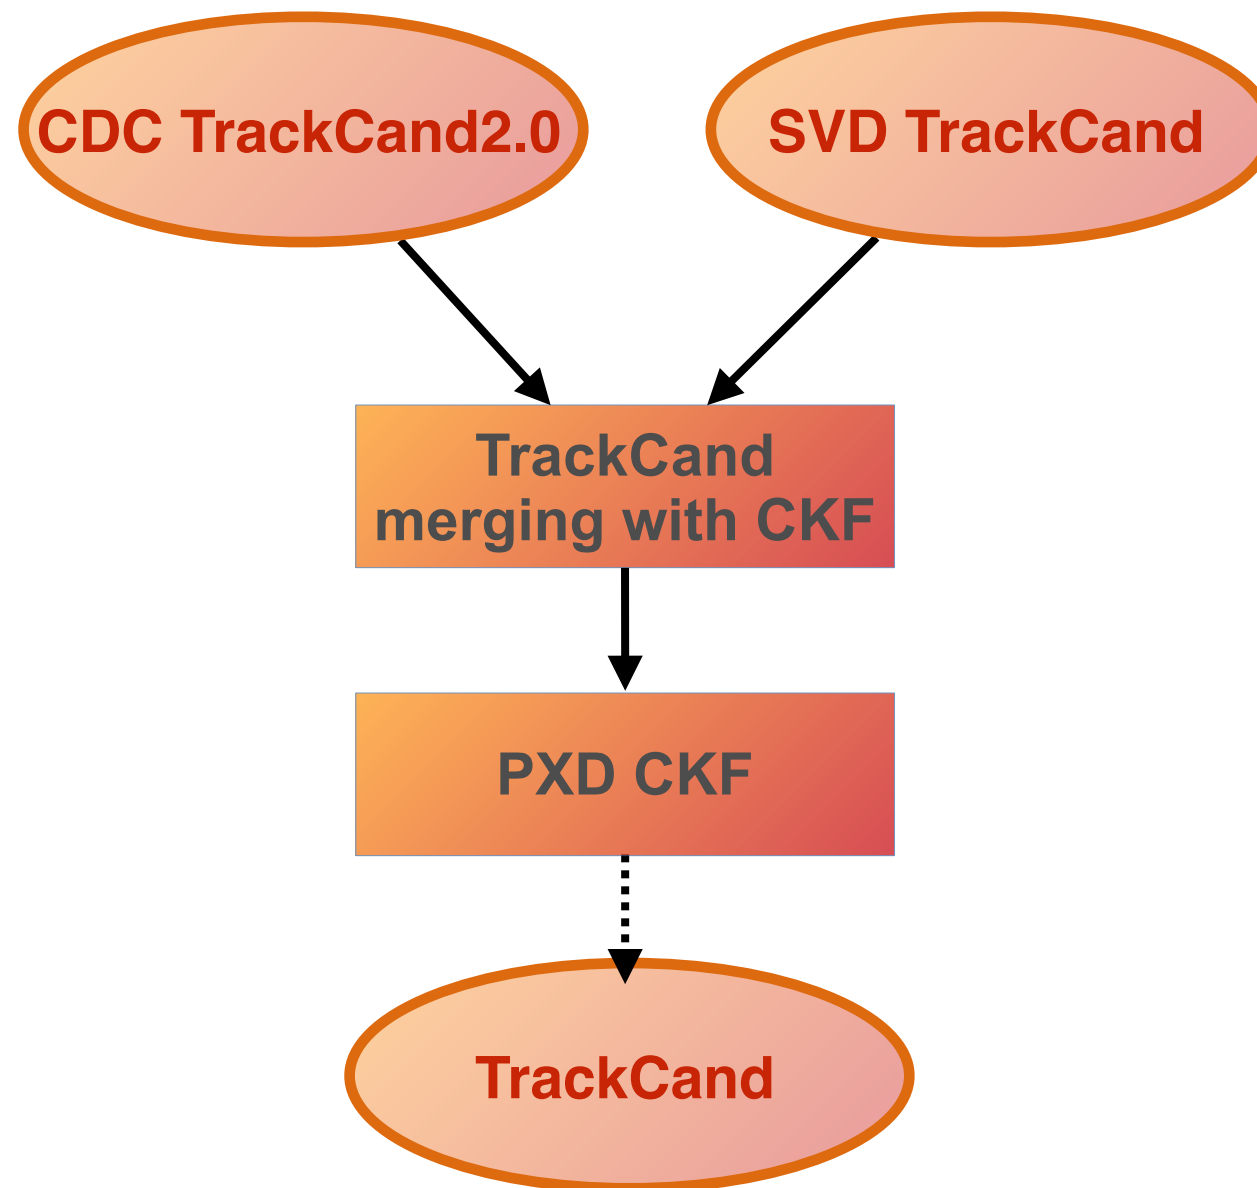 CDC TrackCand2.0
SVD TrackCand
TrackCand
merging with CKF
PXD CKF
TrackCand